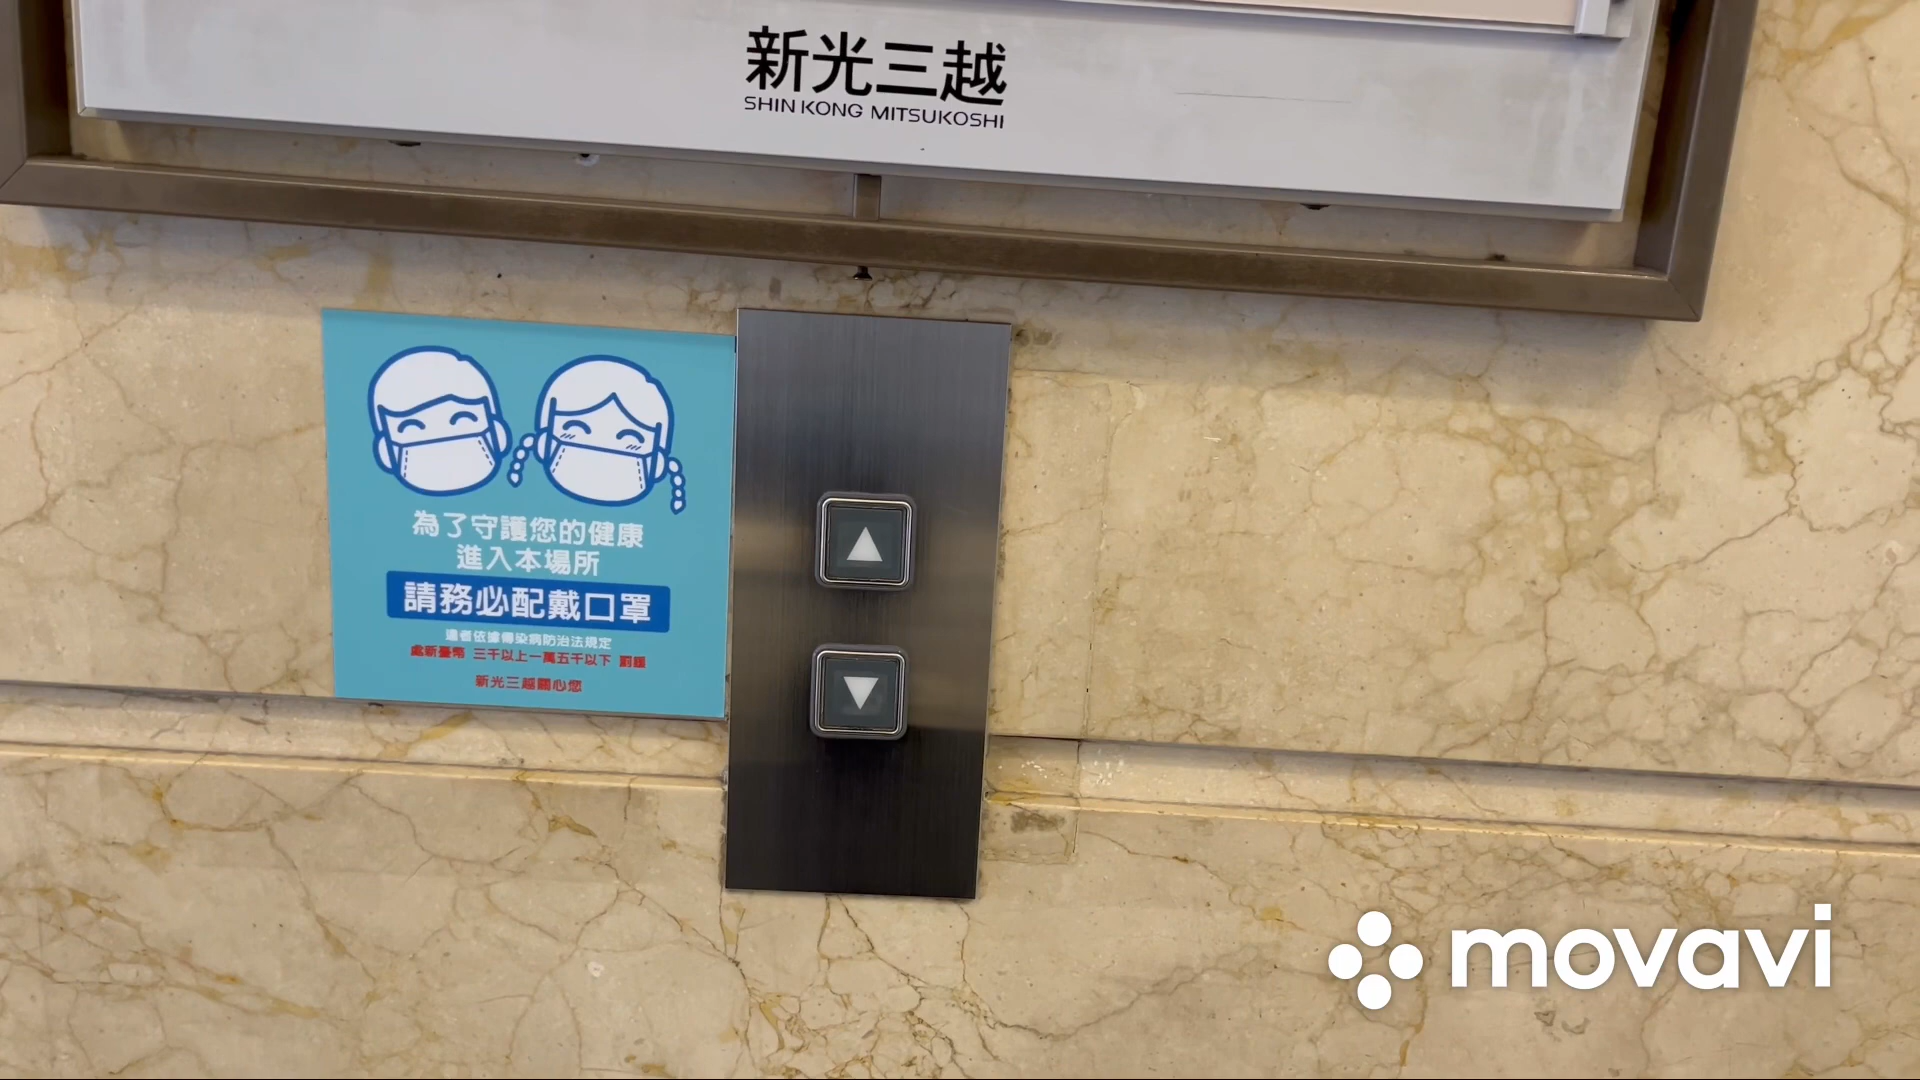 新光三越
SHIN KONG MITSUKOSHI
為了守護您的健康
進入本場所
請務必配戴口罩
違者依據傳染病防治法規定
處新臺幣 三千以上一萬五千以下 罰鍰
新光三越關心您
movavi